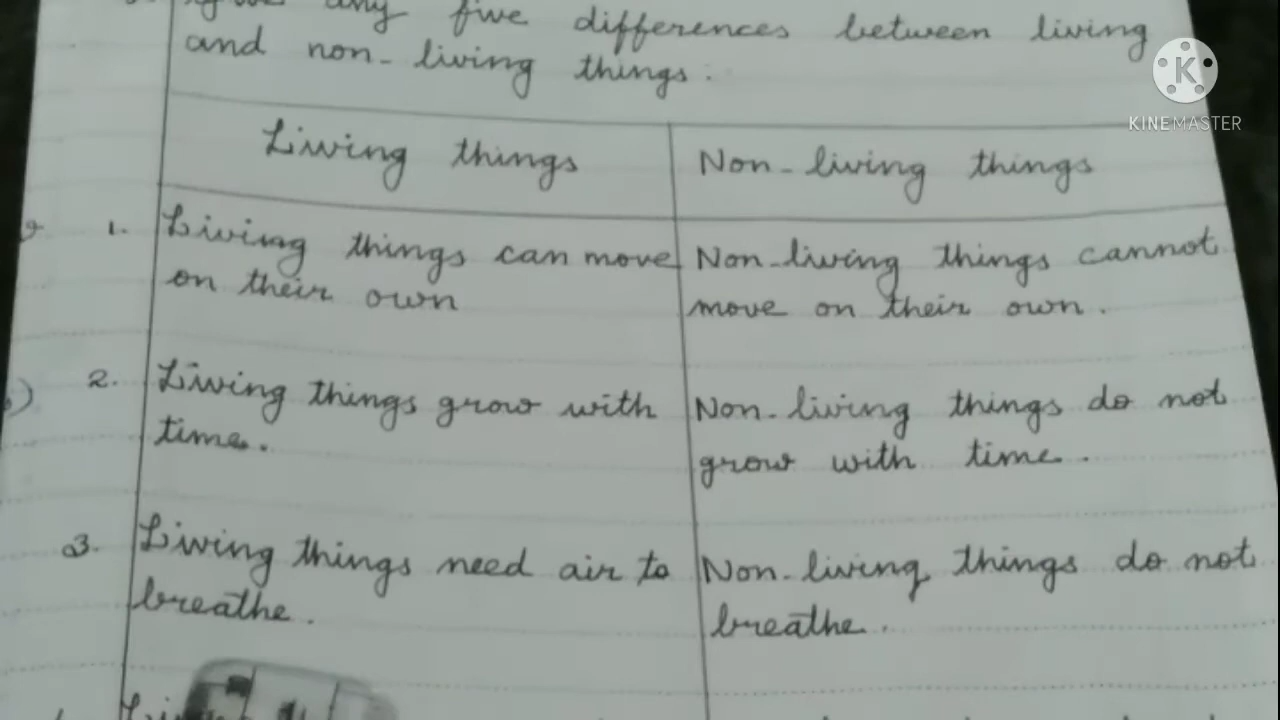 any five differences between living
and non-living things:
Living things Non-living things
1. Living things can move Non-living things cannot
on their own move on their own.
2. Living things grow with Non-living things do not
time. grow with time.
3. Living things need air to Non-living things do not
breathe. breathe.
KINEMASTER